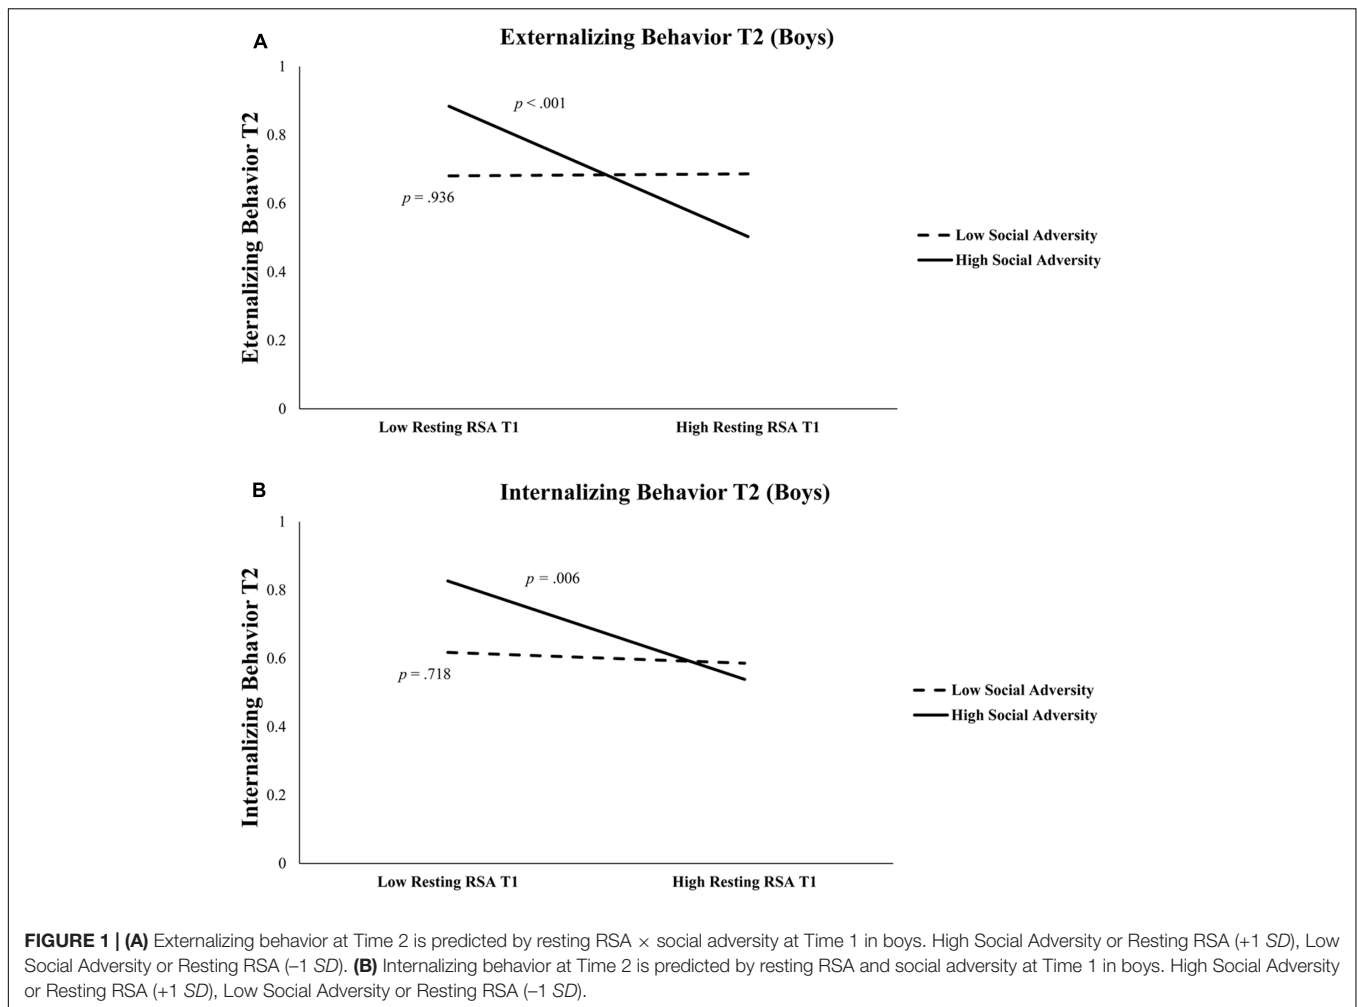 A
Externalizing Behavior T2 (Boys)
Eternalizing Behavior T2
1
0.8
0.6
0.4
0.2
0
p < .001
p = .936
Low Resting RSA T1
High Resting RSA T1
Low Social Adversity
High Social Adversity
B
Internalizing Behavior T2 (Boys)
Internalizing Behavior T2
1
0.8
0.6
0.4
0.2
0
p = .006
p = .718
Low Resting RSA T1
High Resting RSA T1
Low Social Adversity
High Social Adversity
FIGURE 1 | (A) Externalizing behavior at Time 2 is predicted by resting RSA × social adversity at Time 1 in boys. High Social Adversity or Resting RSA (+1 SD), Low
Social Adversity or Resting RSA (–1 SD). (B) Internalizing behavior at Time 2 is predicted by resting RSA and social adversity at Time 1 in boys. High Social Adversity
or Resting RSA (+1 SD), Low Social Adversity or Resting RSA (–1 SD).